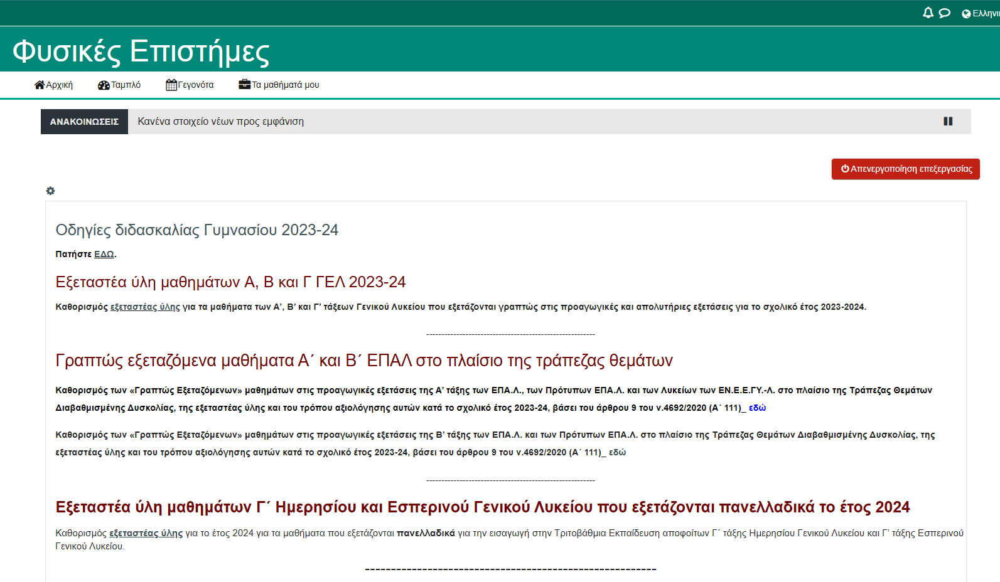 Ελληνι
Φυσικές Επιστήμες
Αρχική Ταμπλό Γεγονότα Τα μαθήματά μου
ΑΝΑΚΟΙΝΩΣΕΙΣ Κανένα στοιχείο νέων προς εμφάνιση
Απενεργοποίηση επεξεργασίας
Οδηγίες διδασκαλίας Γυμνασίου 2023-24
Πατήστε ΕΔΩ.
Εξεταστέα ύλη μαθημάτων Α, Β και Γ ΓΕΛ 2023-24
Καθορισμός εξεταστέας ύλης για τα μαθήματα των Α’, Β’ και Γ’ τάξεων Γενικού Λυκείου που εξετάζονται γραπτώς στις προαγωγικές και απολυτήριες εξετάσεις για το σχολικό έτος 2023-2024.
--------------------------------------------------------
Γραπτώς εξεταζόμενα μαθήματα Α΄ και Β΄ ΕΠΑΛ στο πλαίσιο της τράπεζας θεμάτων
Καθορισμός των «Γραπτώς Εξεταζόμενων» μαθημάτων στις προαγωγικές εξετάσεις της Α’ τάξης των ΕΠΑ.Λ., των Πρότυπων ΕΠΑ.Λ. και των Λυκείων των ΕΝ.Ε.Ε.ΓΥ.-Λ. στο πλαίσιο της Τράπεζας Θεμάτων
Διαβαθμισμένης Δυσκολίας, της εξεταστέας ύλης και του τρόπου αξιολόγησης αυτών κατά το σχολικό έτος 2023-24, βάσει του άρθρου 9 του ν.4692/2020 (Α΄ 111)_ εδώ
Καθορισμός των «Γραπτώς Εξεταζόμενων» μαθημάτων στις προαγωγικές εξετάσεις της Β’ τάξης των ΕΠΑ.Λ. και των Πρότυπων ΕΠΑ.Λ. στο πλαίσιο της Τράπεζας Θεμάτων Διαβαθμισμένης Δυσκολίας, της
εξεταστέας ύλης και του τρόπου αξιολόγησης αυτών κατά το σχολικό έτος 2023-24, βάσει του άρθρου 9 του ν.4692/2020 (Α΄ 111)_ εδώ
--------------------------------------------------------
Εξεταστέα ύλη μαθημάτων Γ΄ Ημερησίου και Εσπερινού Γενικού Λυκείου που εξετάζονται πανελλαδικά το έτος 2024
Καθορισμός εξεταστέας ύλης για το έτος 2024 για τα μαθήματα που εξετάζονται πανελλαδικά για την εισαγωγή στην Τριτοβάθμια Εκπαίδευση αποφοίτων Γ΄ τάξης Ημερησίου Γενικού Λυκείου και Γ’ τάξης Εσπερινού
Γενικού Λυκείου.
--------------------------------------------------------